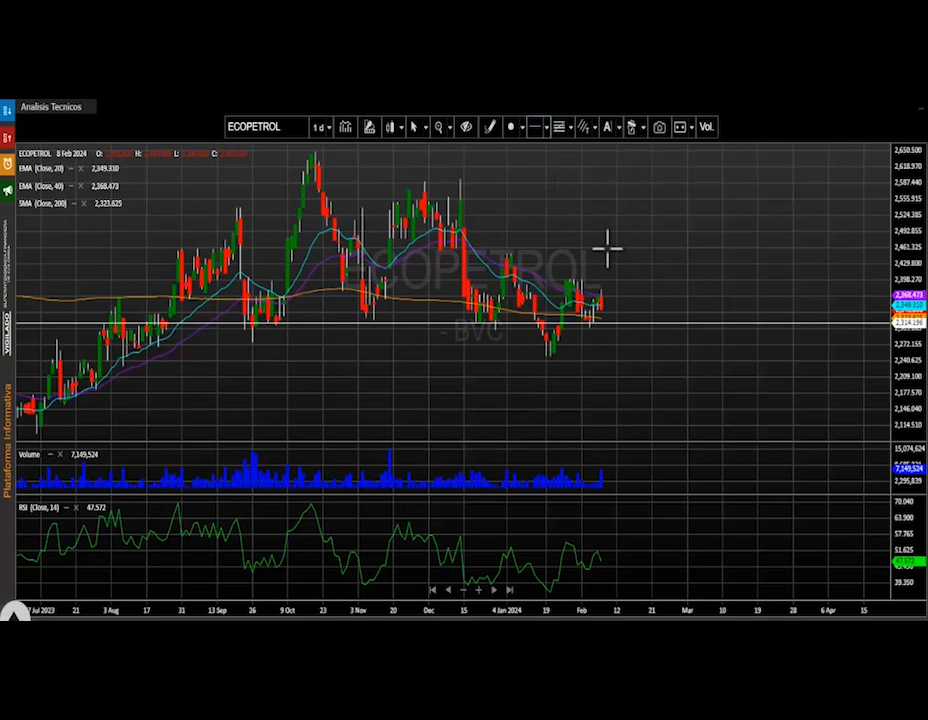 Analisis Tecnicos
ECOPETROL 1 d Vol.
ECOPETROL 8 Feb 2024 O: H: L: C:
EMA (Close, 20) 2,349.310
EMA (Close, 40) 2,368.473
SMA (Close, 200) 2,323.625
ECOPETROL
- BVC
2,650.500
2,618.970
2,587.440
2,555.915
2,524.385
2,492.855
2,461.325
2,429.800
2,398.270
2,368.473
2,349.310
2,314.196
2,272.155
2,240.625
2,209.100
2,177.570
2,146.040
2,114.510
Volume 7,149,524
15,074,624
7,149,524
2,295,839
RSI (Close, 14) 47.572
70.040
63.900
57.765
51.625
47.572
39.350
Jul 2023 21 3 Aug 17 31 13 Sep 26 9 Oct 23 3 Nov 20 Dec 15 4 Jan 2024 19 Feb 12 21 Mar 10 19 28 6 Apr 15
VIGILADO
Plataforma Informativa